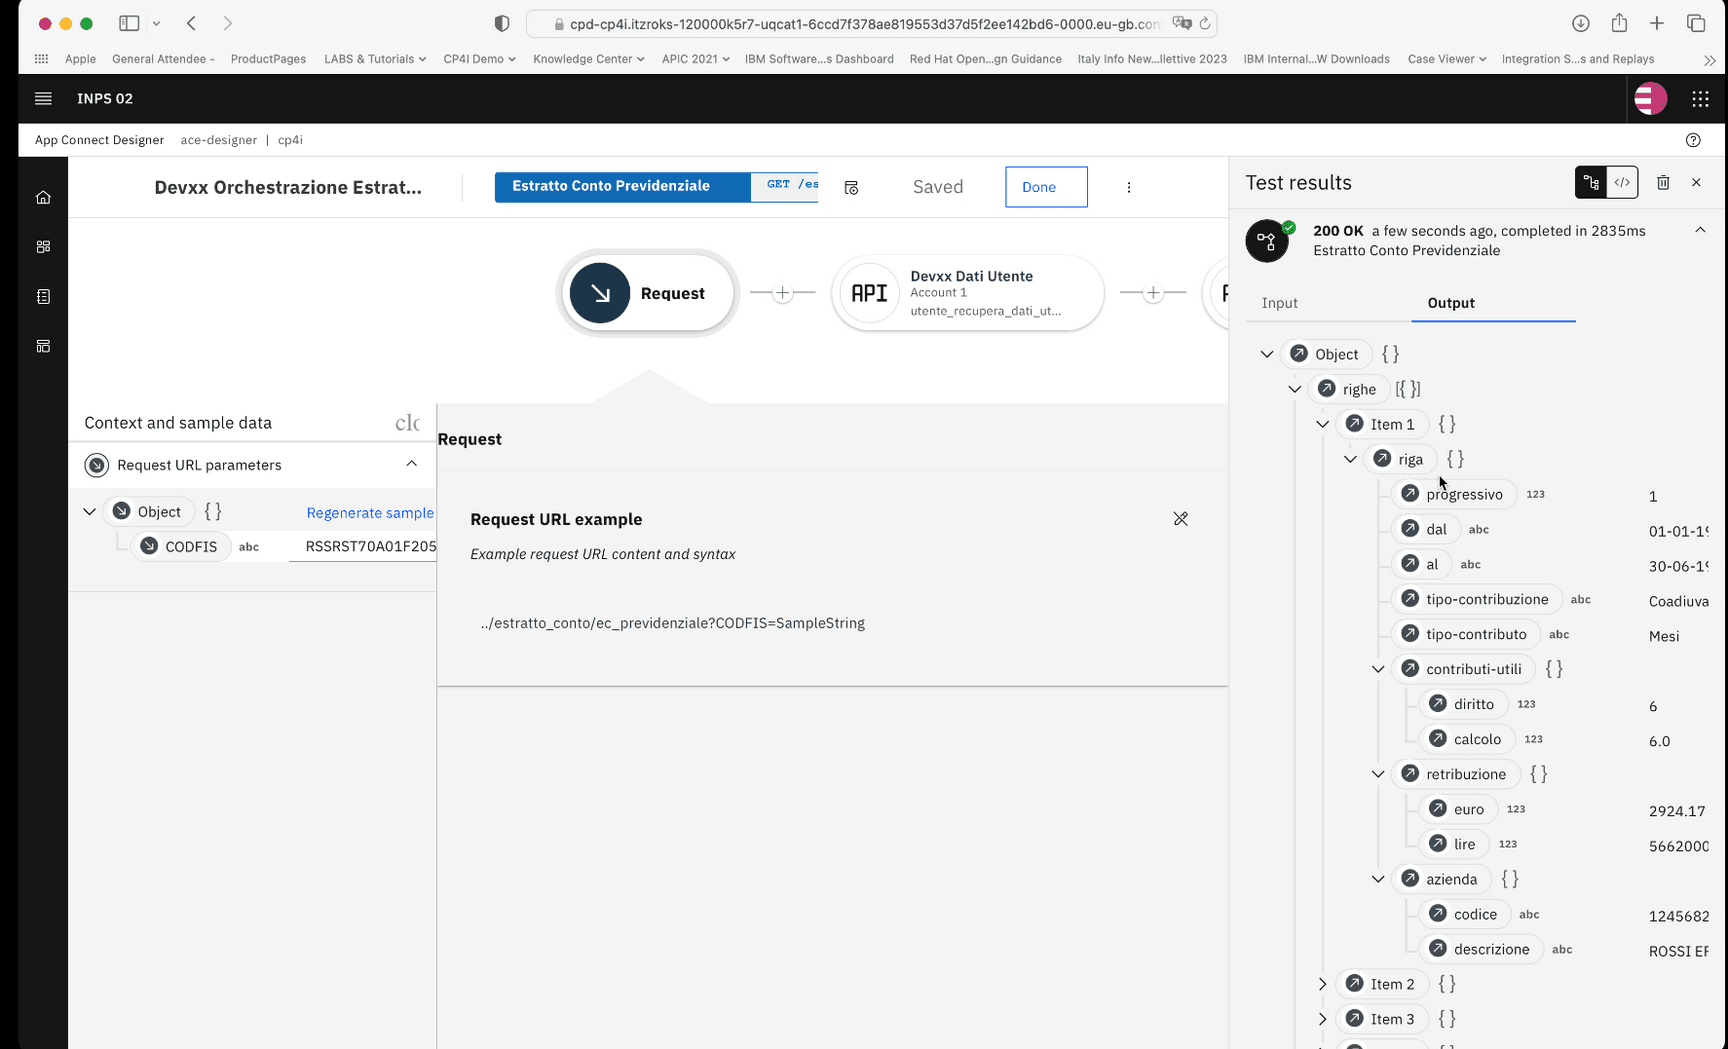 cpd-cp4i.itzroks-120000k5r7-uqcat1-6ccd7f378ae819553d37d5f2ee142bd6-0000.eu-gb.con
Apple General Attendee - ProductPages LABS & Tutorials CP4I Demo Knowledge Center APIC 2021 IBM Software...s Dashboard Red Hat Open...gn Guidance Italy Info New...llettive 2023 IBM Internal...W Downloads Case Viewer Integration S...s and Replays
INPS 02
App Connect Designer ace-designer | cp4i
Devxx Orchestrazione Estrat...
Estratto Conto Previdenziale GET /es
Saved
Done
Request
API
Devxx Dati Utente
Account 1
utente_recupera_dati_ut...
Context and sample data clc
Request URL parameters
Object { } Regenerate sample
CODFIS abc RSSRST70A01F205
Request
Request URL example
Example request URL content and syntax
../estratto_conto/ec_previdenziale?CODFIS=SampleString
Test results
</>
200 OK a few seconds ago, completed in 2835ms
Estratto Conto Previdenziale
Input Output
Object { }
righe [{ }]
Item 1 { }
riga { }
progressivo 123 1
dal abc 01-01-19
al abc 30-06-19
tipo-contribuzione abc Coadiuva
tipo-contributo abc Mesi
contributi-utili { }
diritto 123 6
calcolo 123 6.0
retribuzione { }
euro 123 2924.17
lire 123 5662000
azienda { }
codice abc 1245682
descrizione abc ROSSI EF
Item 2 { }
Item 3 { }